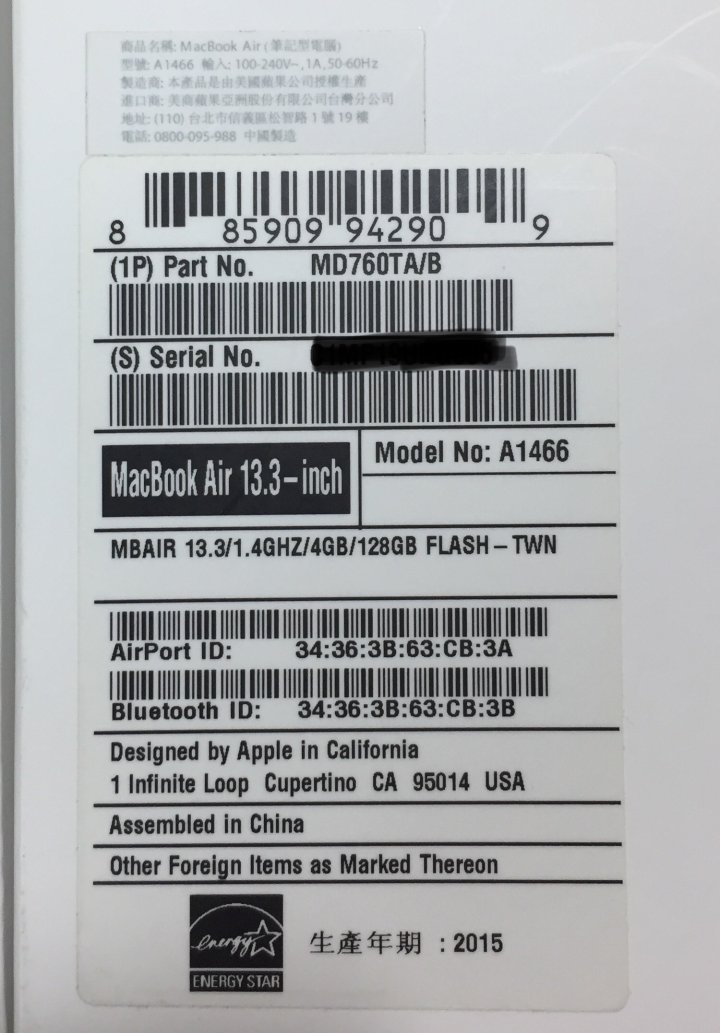 商品名稱: MacBook Air (筆記型電腦)
型號: A1466 輸入: 100-240V~,1A,50-60Hz
製造商: 本產品是由美國蘋果公司授權生產
進口商: 美商蘋果亞洲股份有限公司台灣分公司
地址: (110) 台北市信義區松智路 1 號 19 樓
電話: 0800-095-988 中國製造
8 85909 94290 9
(1P) Part No. MD760TA/B
(S) Serial No.
MacBook Air 13.3-inch
Model No: A1466
MBAIR 13.3/1.4GHZ/4GB/128GB FLASH-TWN
AirPort ID: 34:36:3B:63:CB:3A
Bluetooth ID: 34:36:3B:63:CB:3B
Designed by Apple in California
1 Infinite Loop Cupertino CA 95014 USA
Assembled in China
Other Foreign Items as Marked Thereon
energy
ENERGY STAR
生產年期 : 2015